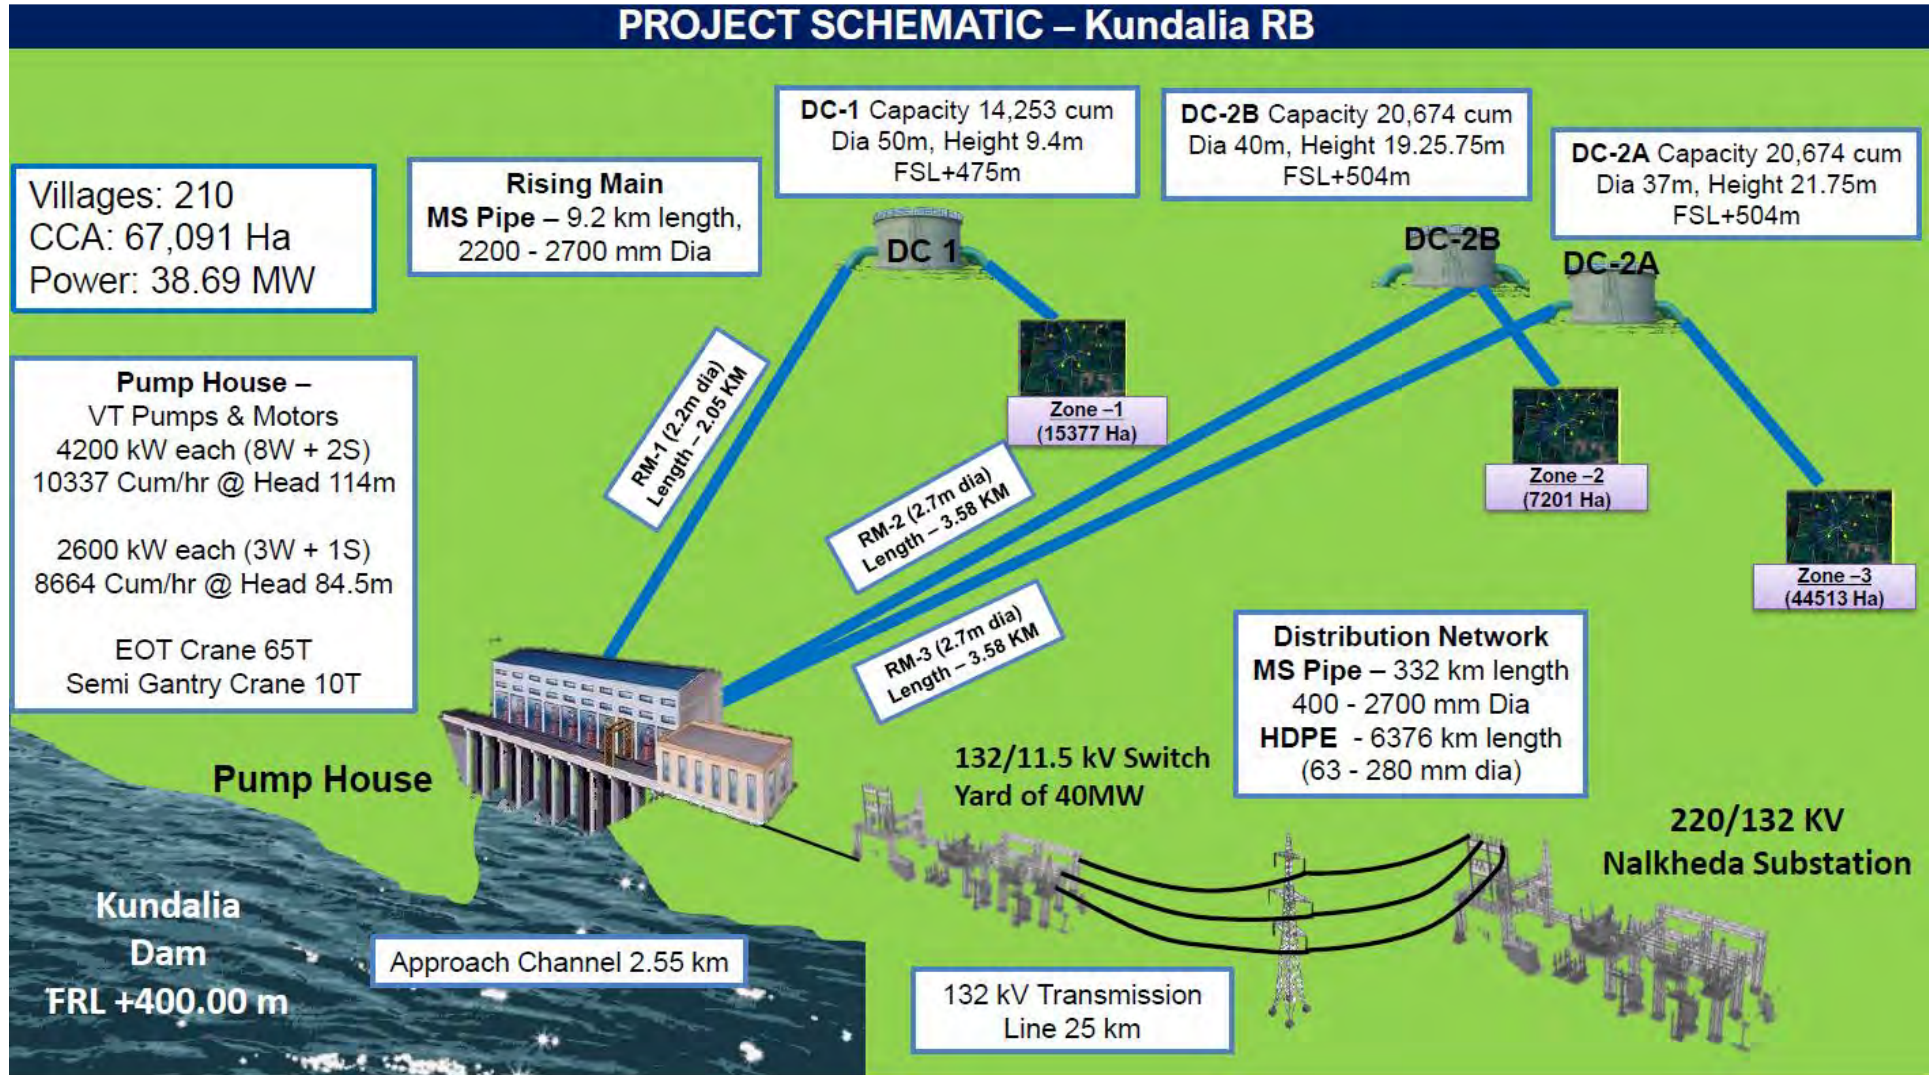 PROJECT SCHEMATIC – Kundalia RB
DC-1 Capacity 14,253 cum
Dia 50m, Height 9.4m
FSL+475m
DC-2B Capacity 20,674 cum
Dia 40m, Height 19.25.75m
FSL+504m
DC-2A Capacity 20,674 cum
Dia 37m, Height 21.75m
FSL+504m
Villages: 210
CCA: 67,091 Ha
Power: 38.69 MW
Rising Main
MS Pipe – 9.2 km length,
2200 - 2700 mm Dia
DC 1
DC-2B
DC-2A
Pump House –
VT Pumps & Motors
4200 kW each (8W + 2S)
10337 Cum/hr @ Head 114m
2600 kW each (3W + 1S)
8664 Cum/hr @ Head 84.5m
EOT Crane 65T
Semi Gantry Crane 10T
RM-1 (2.2m dia)
Length – 2.05 KM
Zone –1
(15377 Ha)
RM-2 (2.7m dia)
Length – 3.58 KM
Zone –2
(7201 Ha)
RM-3 (2.7m dia)
Length – 3.58 KM
Zone –3
(44513 Ha)
Distribution Network
MS Pipe – 332 km length
400 - 2700 mm Dia
HDPE - 6376 km length
(63 - 280 mm dia)
Pump House
132/11.5 kV Switch
Yard of 40MW
220/132 KV
Nalkheda Substation
Kundalia
Dam
FRL +400.00 m
Approach Channel 2.55 km
132 kV Transmission
Line 25 km